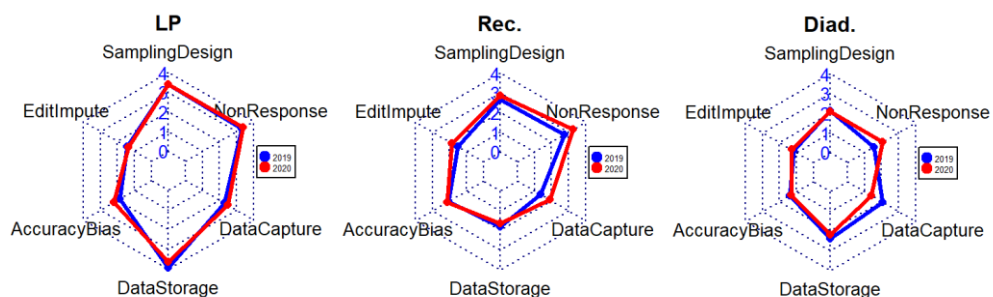 LP
SamplingDesign
4
3
2
1
0
EditImpute
NonResponse
2019
2020
AccuracyBias
DataCapture
DataStorage
Rec.
SamplingDesign
4
3
2
1
0
EditImpute
NonResponse
2019
2020
AccuracyBias
DataCapture
DataStorage
Diad.
SamplingDesign
4
3
2
1
0
EditImpute
NonResponse
2019
2020
AccuracyBias
DataCapture
DataStorage